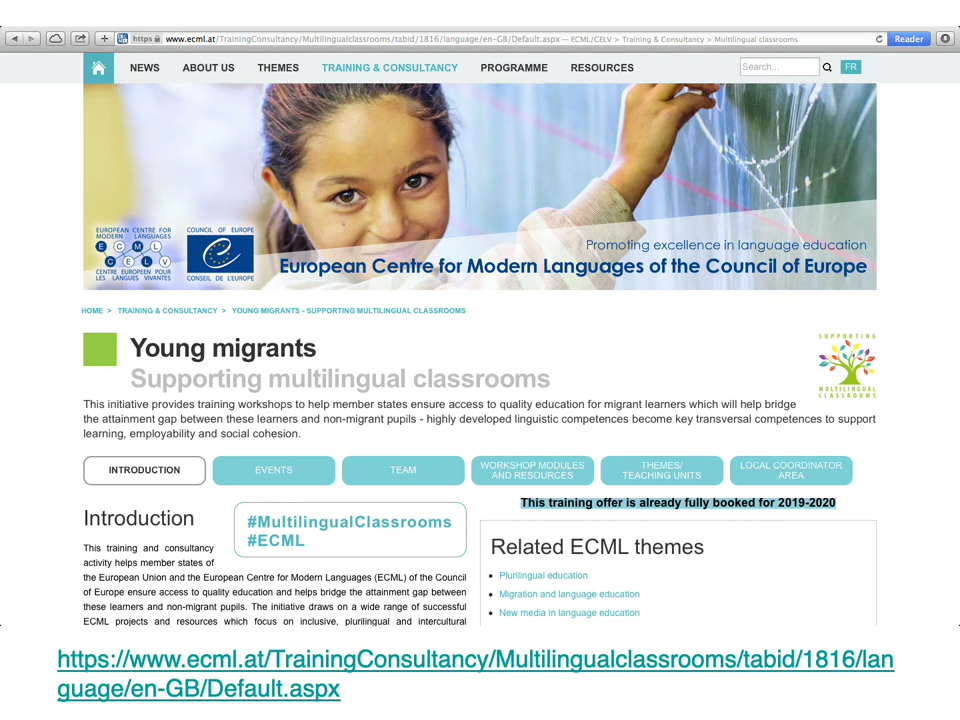 https www.ecml.at/TrainingConsultancy/Multilingualclassrooms/tabid/1816/language/en-GB/Default.aspx — ECML/CELV > Training & Consultancy > Multilingual classrooms
Reader
NEWS ABOUT US THEMES TRAINING & CONSULTANCY PROGRAMME RESOURCES Search... FR
EUROPEAN CENTRE FOR
MODERN LANGUAGES
E C M L
C E L V
CENTRE EUROPEEN POUR
LES LANGUES VIVANTES
COUNCIL OF EUROPE
CONSEIL DE L'EUROPE
Promoting excellence in language education
European Centre for Modern Languages of the Council of Europe
HOME > TRAINING & CONSULTANCY > YOUNG MIGRANTS - SUPPORTING MULTILINGUAL CLASSROOMS
Young migrants
Supporting multilingual classrooms
SUPPORTING
MULTILINGUAL
CLASSROOMS
This initiative provides training workshops to help member states ensure access to quality education for migrant learners which will help bridge
the attainment gap between these learners and non-migrant pupils - highly developed linguistic competences become key transversal competences to support
learning, employability and social cohesion.
INTRODUCTION
EVENTS
TEAM
WORKSHOP MODULES
AND RESOURCES
THEMES/
TEACHING UNITS
LOCAL COORDINATOR
AREA
This training offer is already fully booked for 2019-2020
Introduction
#MultilingualClassrooms
#ECML
This training and consultancy
activity helps member states of
the European Union and the European Centre for Modern Languages (ECML) of the Council
of Europe ensure access to quality education and helps bridge the attainment gap between
these learners and non-migrant pupils. The initiative draws on a wide range of successful
ECML projects and resources which focus on inclusive, plurilingual and intercultural
Related ECML themes
• Plurilingual education
• Migration and language education
• New media in language education
https://www.ecml.at/TrainingConsultancy/Multilingualclassrooms/tabid/1816/lan
guage/en-GB/Default.aspx